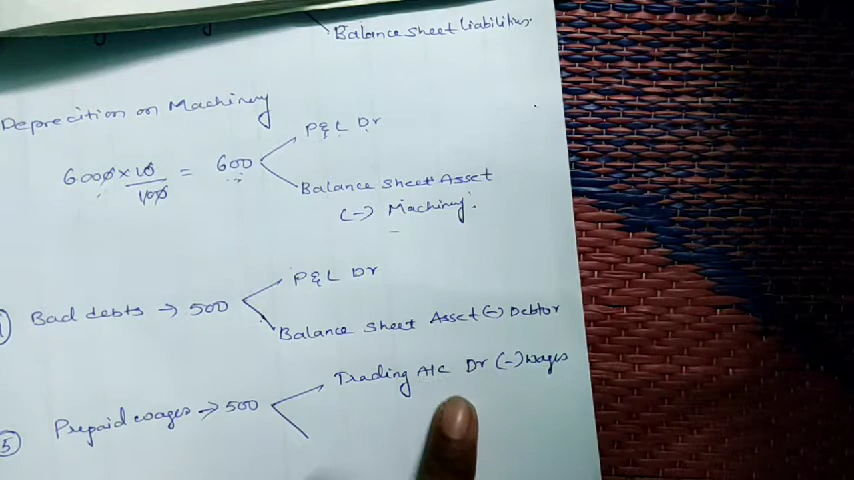 Balance sheet Liabilities.
Deprecition on Machinery
6000 × 10 / 100 = 600
P&L Dr
Balance sheet Asset
(-) Machinery.
Bad debts → 500
P&L Dr
Balance sheet Asset (-) Debtor
5 Prepaid wages → 500
Trading A/C Dr (-) wages